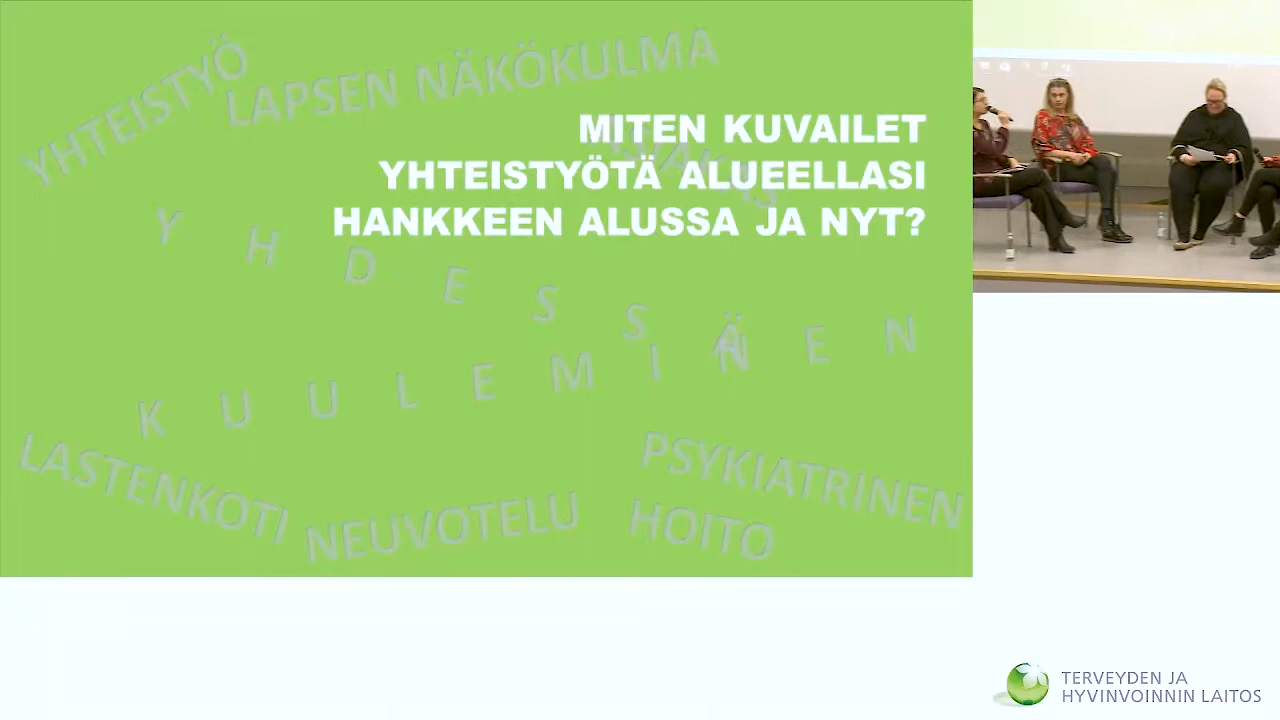 YHTEISTYÖ
LAPSEN NÄKÖKULMA
MITEN KUVAILET
YHTEISTYÖTÄ ALUEELLASI
HANKKEEN ALUSSA JA NYT?
Y H D E S S Ä
K U U L E M I N E N
LASTENKOTI
NEUVOTELU
PSYKIATRINEN
HOITO
TERVEYDEN JA
HYVINVOINNIN LAITOS